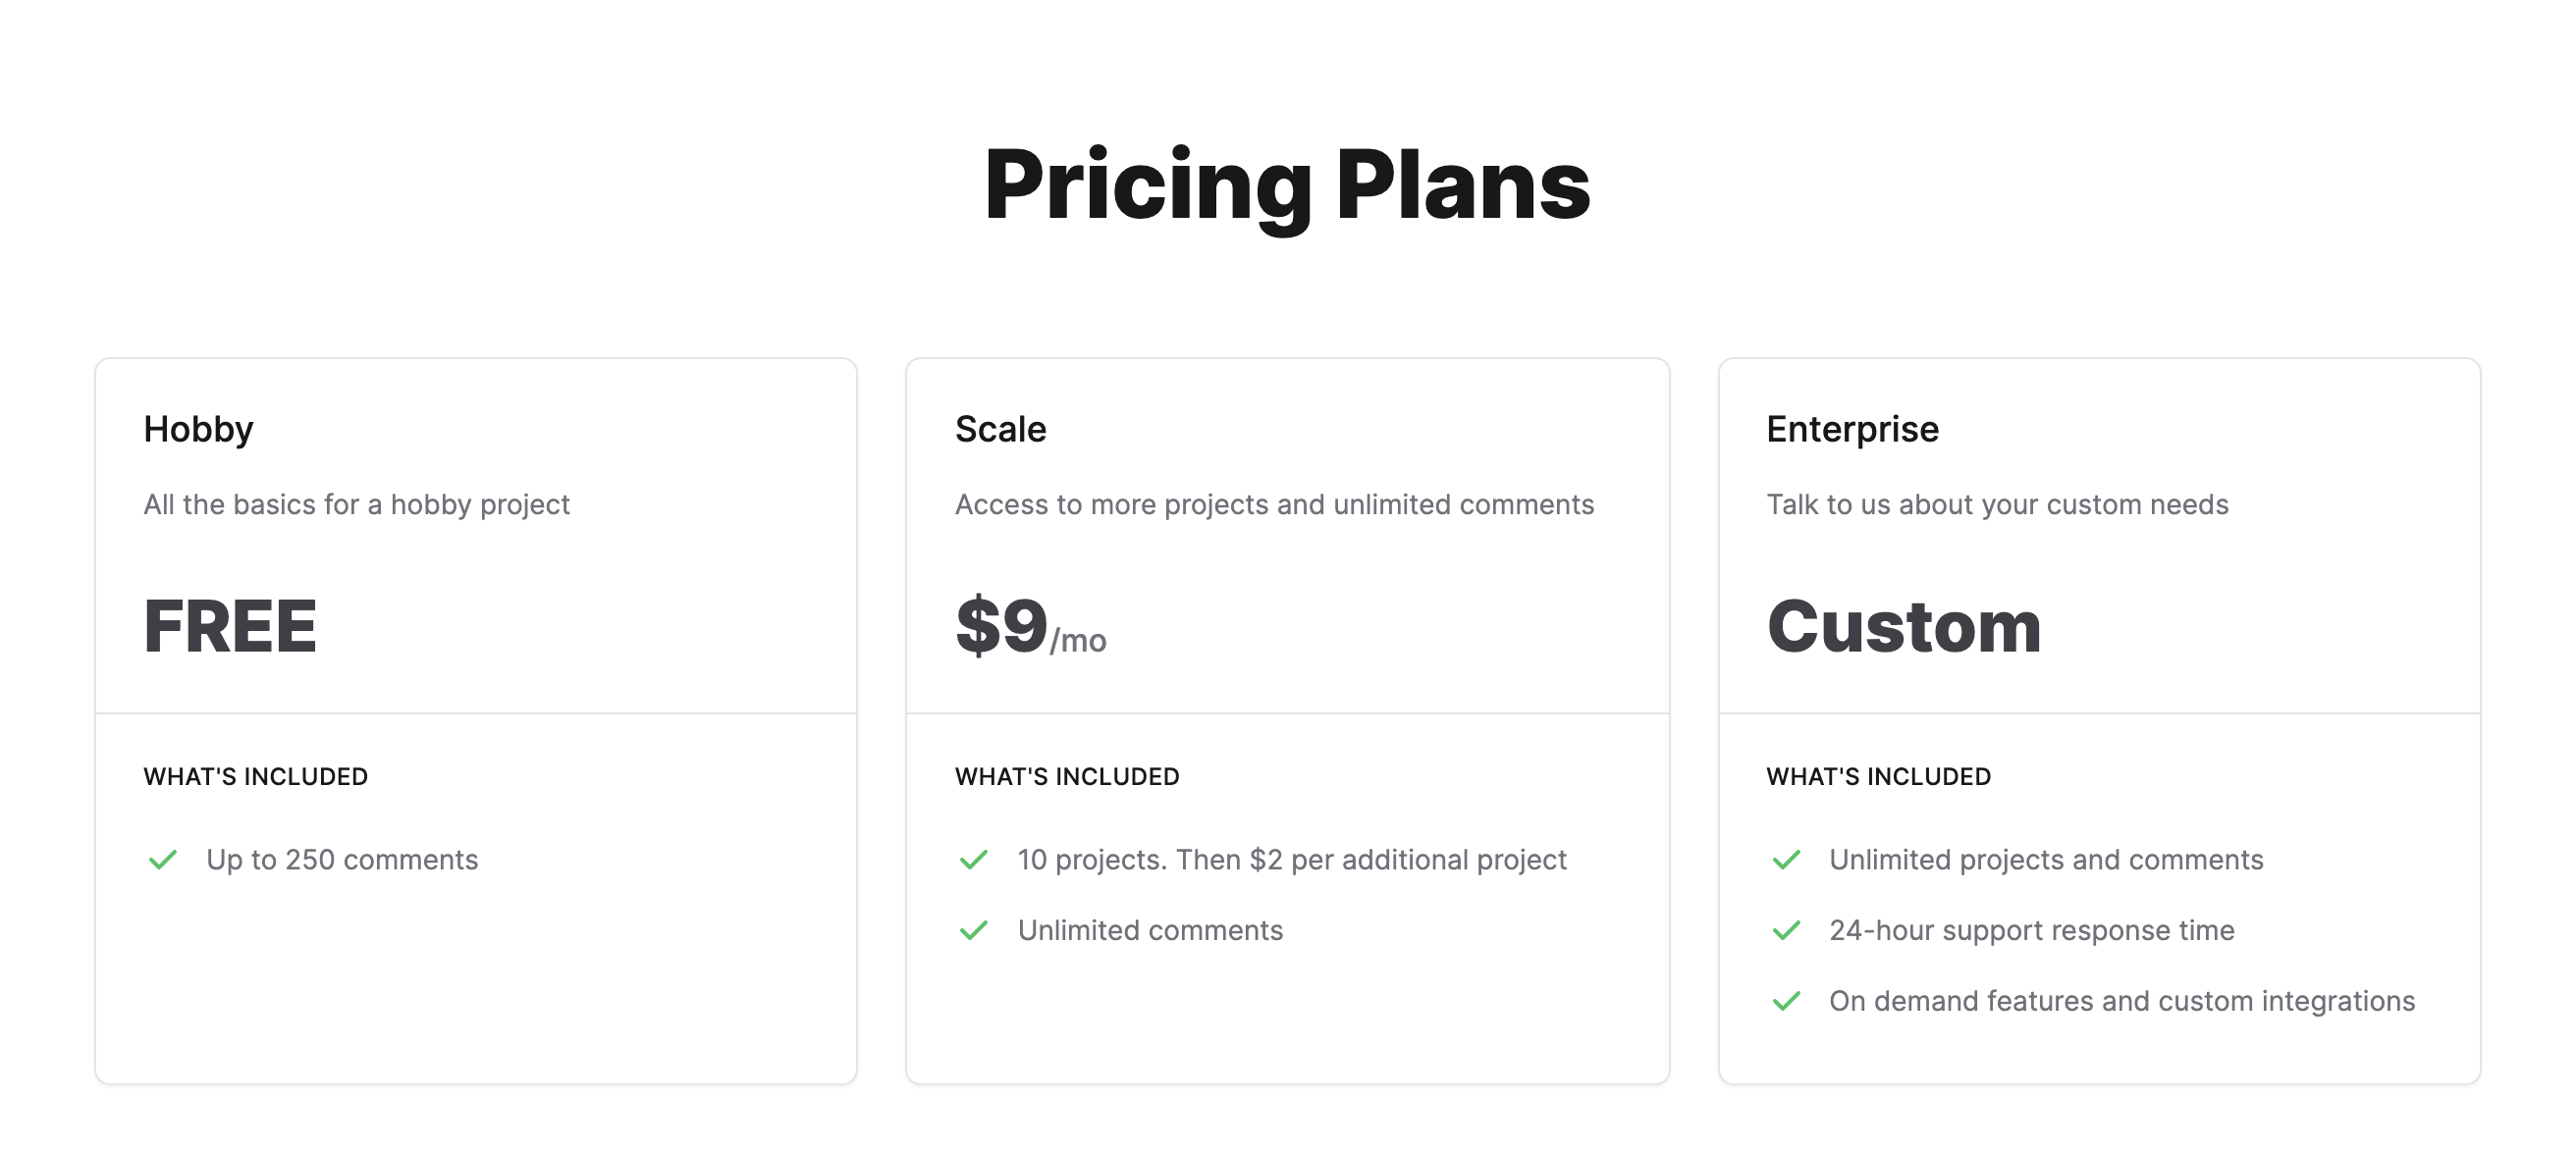 Pricing Plans
Hobby
All the basics for a hobby project
FREE
WHAT'S INCLUDED
Up to 250 comments
Scale
Access to more projects and unlimited comments
$9/mo
WHAT'S INCLUDED
10 projects. Then $2 per additional project
Unlimited comments
Enterprise
Talk to us about your custom needs
Custom
WHAT'S INCLUDED
Unlimited projects and comments
24-hour support response time
On demand features and custom integrations